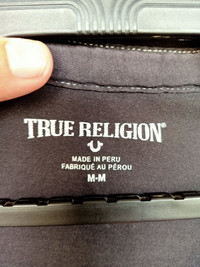 TRUE RELIGION®
MADE IN PERU
FABRIQUÉ AU PÉROU
M-M